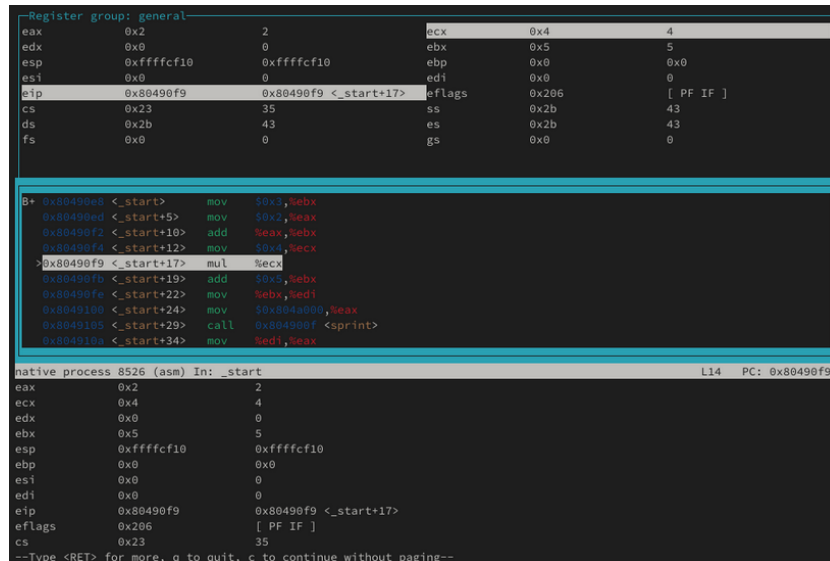 Register group: general
eax 0x2 2 ecx 0x4 4
edx 0x0 0 ebx 0x5 5
esp 0xffffcf10 0xffffcf10 ebp 0x0 0x0
esi 0x0 0 edi 0x0 0
eip 0x80490f9 0x80490f9 <_start+17> eflags 0x206 [ PF IF ]
cs 0x23 35 ss 0x2b 43
ds 0x2b 43 es 0x2b 43
fs 0x0 0 gs 0x0 0
B+ 0x80490e8 <_start> mov $0x3,%ebx
0x80490ed <_start+5> mov $0x2,%eax
0x80490f2 <_start+10> add %eax,%ebx
0x80490f4 <_start+12> mov $0x4,%ecx
>0x80490f9 <_start+17> mul %ecx
0x80490fb <_start+19> add $0x5,%ebx
0x80490fe <_start+22> mov %ebx,%edi
0x8049100 <_start+24> mov $0x804a000,%eax
0x8049105 <_start+29> call 0x804900f <sprint>
0x804910a <_start+34> mov %edi,%eax
native process 8526 (asm) In: _start L14 PC: 0x80490f9
eax 0x2 2
ecx 0x4 4
edx 0x0 0
ebx 0x5 5
esp 0xffffcf10 0xffffcf10
ebp 0x0 0x0
esi 0x0 0
edi 0x0 0
eip 0x80490f9 0x80490f9 <_start+17>
eflags 0x206 [ PF IF ]
cs 0x23 35
--Type <RET> for more, q to quit, c to continue without paging--